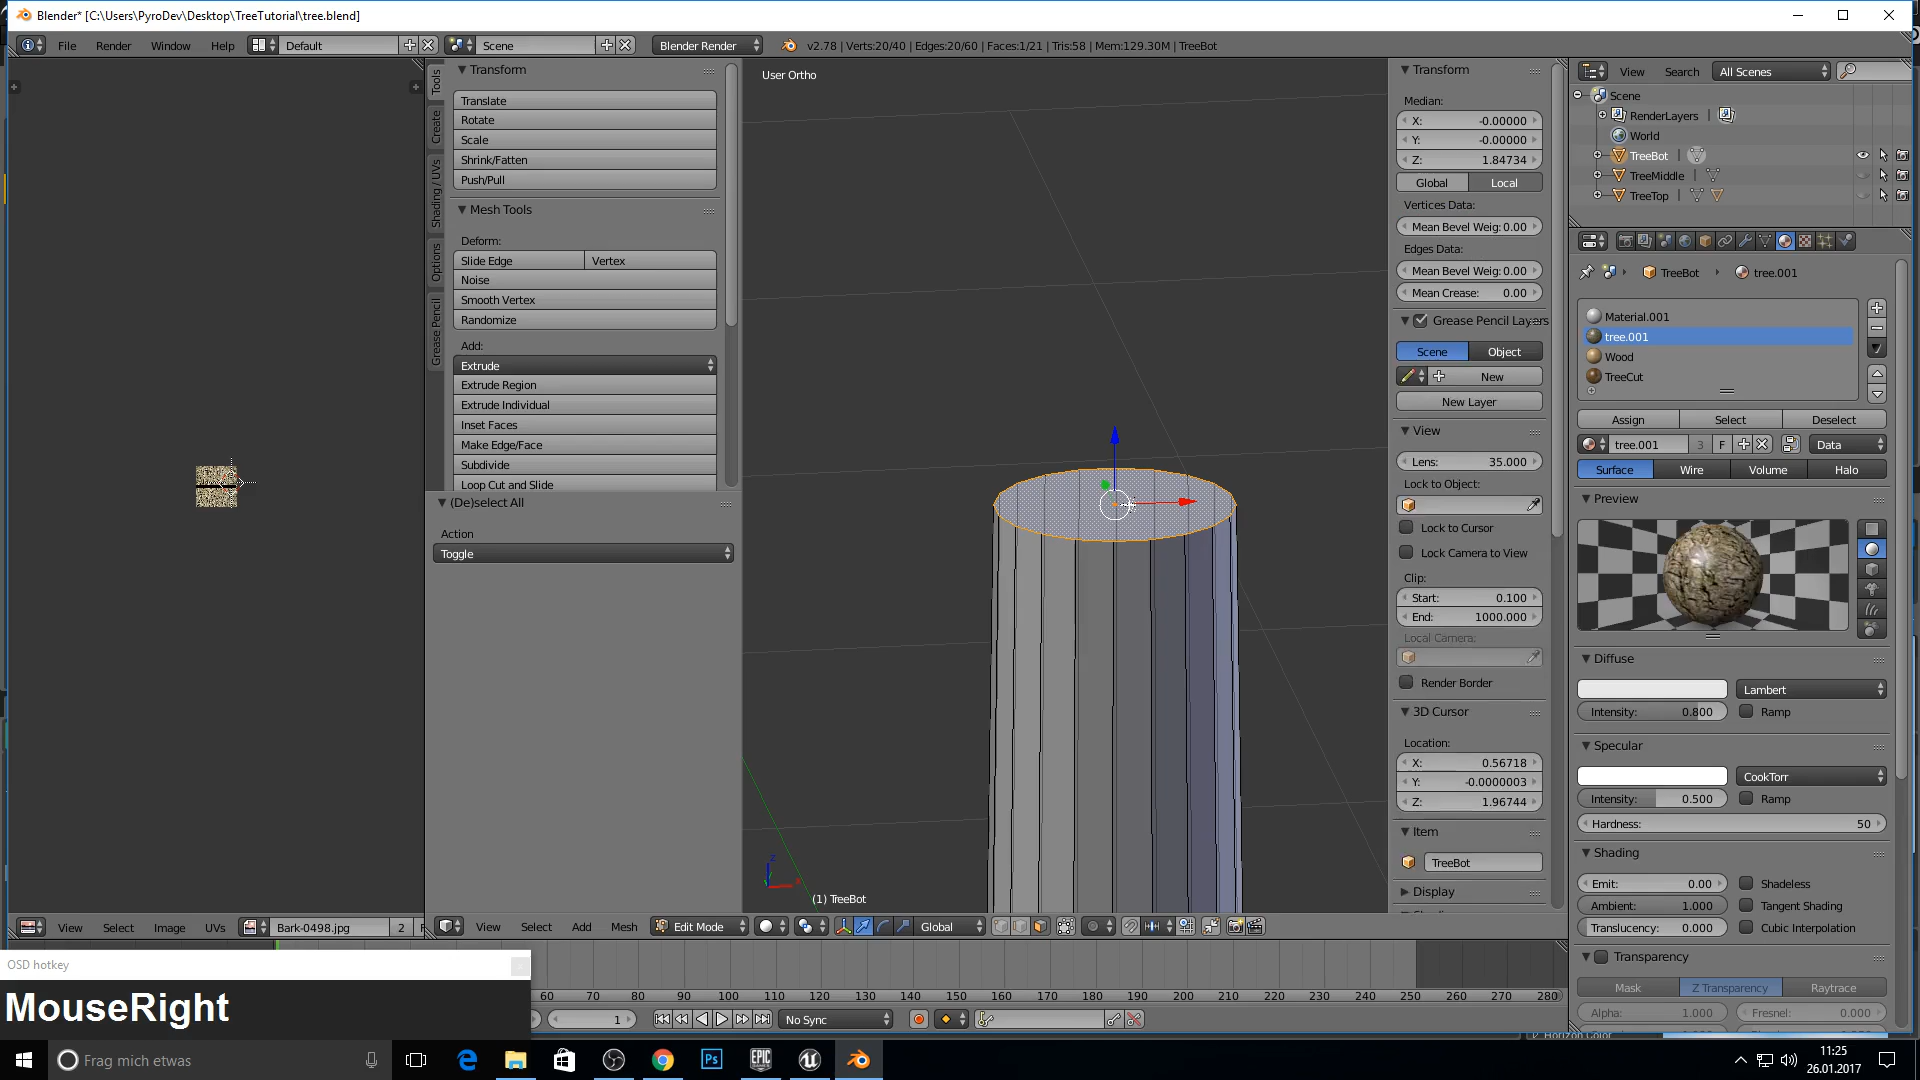 Blender* [C:\Users\PyroDev\Desktop\TreeTutorial\tree.blend]
File Render Window Help Default Scene Blender Render v2.78 | Verts:20/40 | Edges:20/60 | Faces:1/21 | Tris:58 | Mem:129.30M | TreeBot
Tools
Create
Shading / UVs
Options
Grease Pencil
Transform
Translate
Rotate
Scale
Shrink/Fatten
Push/Pull
Mesh Tools
Deform:
Slide Edge Vertex
Noise
Smooth Vertex
Randomize
Add:
Extrude
Extrude Region
Extrude Individual
Inset Faces
Make Edge/Face
Subdivide
Loop Cut and Slide
(De)select All
Action
Toggle
User Ortho
(1) TreeBot
Transform
Median:
X: -0.00000
Y: -0.00000
Z: 1.84734
Global Local
Vertices Data:
Mean Bevel Weig: 0.00
Edges Data:
Mean Bevel Weig: 0.00
Mean Crease: 0.00
Grease Pencil Layers
Scene Object
New
New Layer
View
Lens: 35.000
Lock to Object:
Lock to Cursor
Lock Camera to View
Clip:
Start: 0.100
End: 1000.000
Local Camera:
Render Border
3D Cursor
Location:
X: 0.56718
Y: -0.0000003
Z: 1.96744
Item
TreeBot
Display
View Search All Scenes
Scene
RenderLayers
World
TreeBot
TreeMiddle
TreeTop
TreeBot tree.001
Material.001
tree.001
Wood
TreeCut
Assign Select Deselect
tree.001 3 F Data
Surface Wire Volume Halo
Preview
Diffuse
Lambert
Intensity: 0.800 Ramp
Specular
CookTorr
Intensity: 0.500 Ramp
Hardness: 50
Shading
Emit: 0.00 Shadeless
Ambient: 1.000 Tangent Shading
Translucency: 0.000 Cubic Interpolation
Transparency
Mask Z Transparency Raytrace
Alpha: 1.000 Fresnel: 0.000
View Select Image UVs Bark-0498.jpg 2 F
View Select Add Mesh Edit Mode Global
OSD hotkey
MouseRight
60 70 80 90 100 110 120 130 140 150 160 170 180 190 200 210 220 230 240 250 260 270 280
1 No Sync
Horizon Color
Frag mich etwas
Ps
EPIC GAMES
11:25
26.01.2017